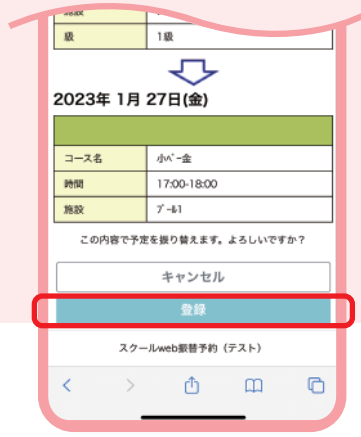 級 1級
2023年 1月 27日(金)
コース名 小ﾊﾞｰ金
時間 17:00-18:00
施設 ﾌﾟｰﾙ1
この内容で予定を振り替えます。よろしいですか？
キャンセル
登録
スクールweb振替予約（テスト）